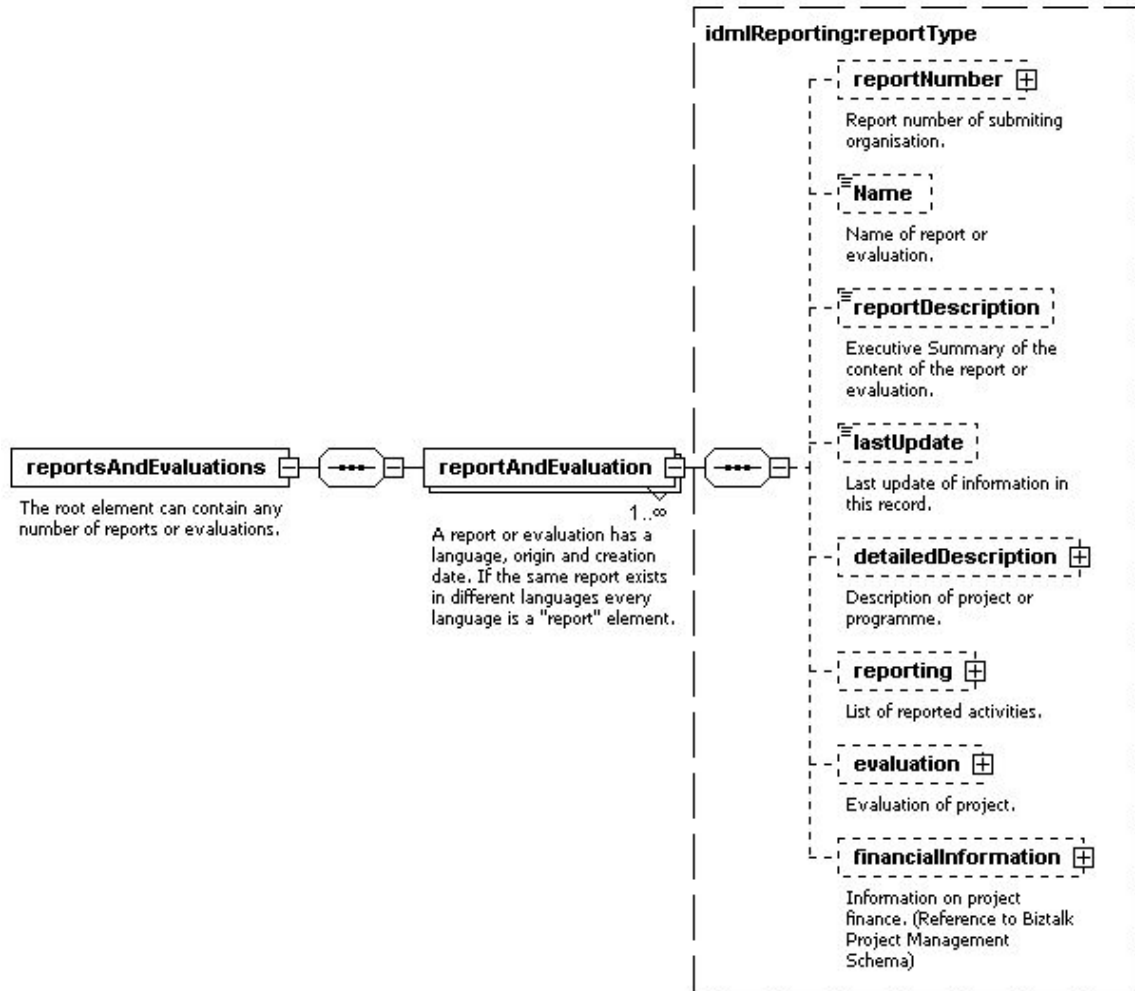 idmlReporting:reportType
reportNumber
Report number of submiting
organisation.
Name
Name of report or
evaluation.
reportDescription
Executive Summary of the
content of the report or
evaluation.
lastUpdate
Last update of information in
this record.
reportsAndEvaluations
The root element can contain any
number of reports or evaluations.
reportAndEvaluation
1..∞
A report or evaluation has a
language, origin and creation
date. If the same report exists
in different languages every
language is a "report" element.
detailedDescription
Description of project or
programme.
reporting
List of reported activities.
evaluation
Evaluation of project.
financialInformation
Information on project
finance. (Reference to Biztalk
Project Management
Schema)